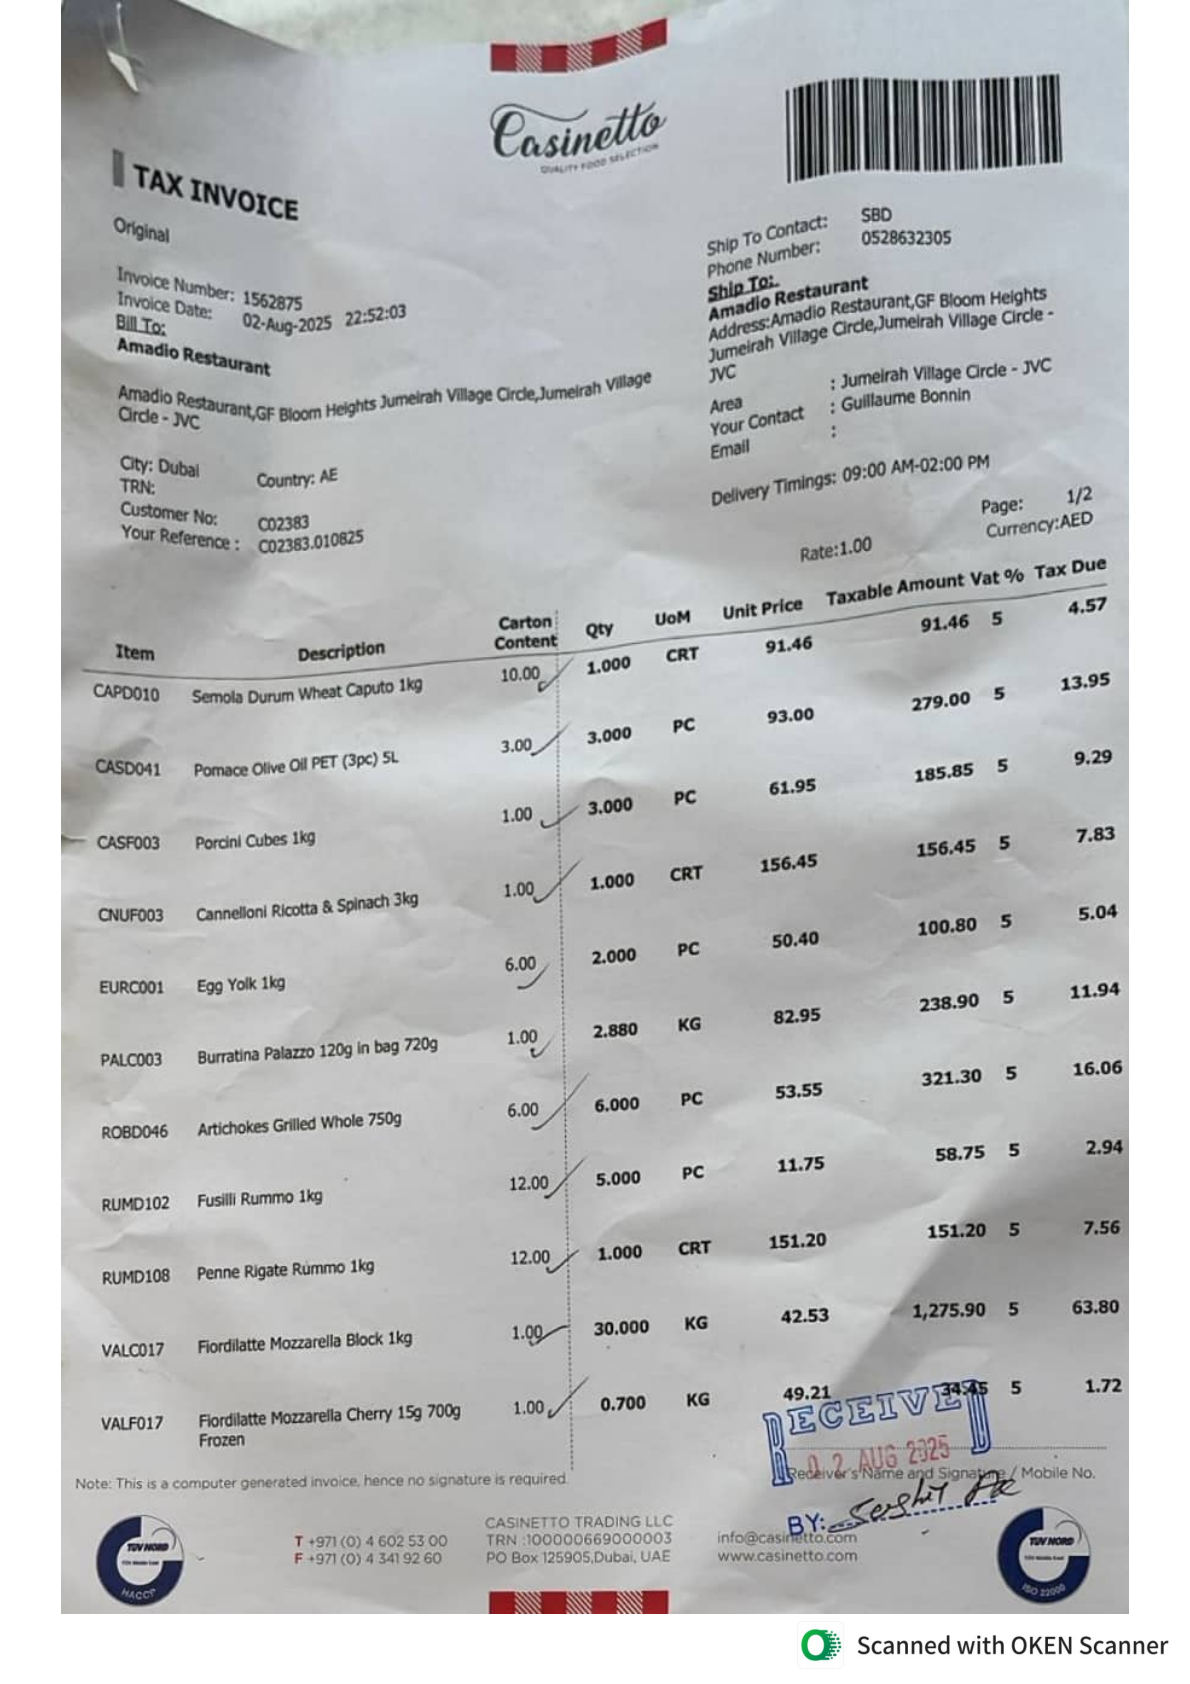 Casinetto
QUALITY FOOD SELECTION
TAX INVOICE
Original
Invoice Number: 1562875
Invoice Date: 02-Aug-2025 22:52:03
Bill To:
Amadio Restaurant
Amadio Restaurant,GF Bloom Heights Jumeirah Village Circle,Jumeirah Village
Circle - JVC
City: Dubai Country: AE
TRN:
Customer No: C02383
Your Reference : C02383.010825
Ship To Contact: SBD
Phone Number: 0528632305
Ship To:
Amadio Restaurant
Address:Amadio Restaurant,GF Bloom Heights
Jumeirah Village Circle,Jumeirah Village Circle -
JVC
Area : Jumeirah Village Circle - JVC
Your Contact : Guillaume Bonnin
Email :
Delivery Timings: 09:00 AM-02:00 PM
Page: 1/2
Rate:1.00 Currency:AED
Item Description Carton Content Qty UoM Unit Price Taxable Amount Vat % Tax Due
CAPD010 Semola Durum Wheat Caputo 1kg 10.00 1.000 CRT 91.46 91.46 5 4.57
CASD041 Pomace Olive Oil PET (3pc) 5L 3.00 3.000 PC 93.00 279.00 5 13.95
CASF003 Porcini Cubes 1kg 1.00 3.000 PC 61.95 185.85 5 9.29
CNUF003 Cannelloni Ricotta & Spinach 3kg 1.00 1.000 CRT 156.45 156.45 5 7.83
EURC001 Egg Yolk 1kg 6.00 2.000 PC 50.40 100.80 5 5.04
PALC003 Burratina Palazzo 120g in bag 720g 1.00 2.880 KG 82.95 238.90 5 11.94
ROBD046 Artichokes Grilled Whole 750g 6.00 6.000 PC 53.55 321.30 5 16.06
RUMD102 Fusilli Rummo 1kg 12.00 5.000 PC 11.75 58.75 5 2.94
RUMD108 Penne Rigate Rummo 1kg 12.00 1.000 CRT 151.20 151.20 5 7.56
VALC017 Fiordilatte Mozzarella Block 1kg 1.00 30.000 KG 42.53 1,275.90 5 63.80
VALF017 Fiordilatte Mozzarella Cherry 15g 700g 1.00 0.700 KG 49.21 34.45 5 1.72
Frozen
RECEIVED
02 AUG 2025
Note: This is a computer generated invoice, hence no signature is required.
Receiver's Name and Signature / Mobile No.
BY:
TUV NORD
HACCP
T +971 (0) 4 602 53 00
F +971 (0) 4 341 92 60
CASINETTO TRADING LLC
TRN :100000669000003
PO Box 125905,Dubai, UAE
info@casinetto.com
www.casinetto.com
TUV NORD
ISO 22000
Scanned with OKEN Scanner